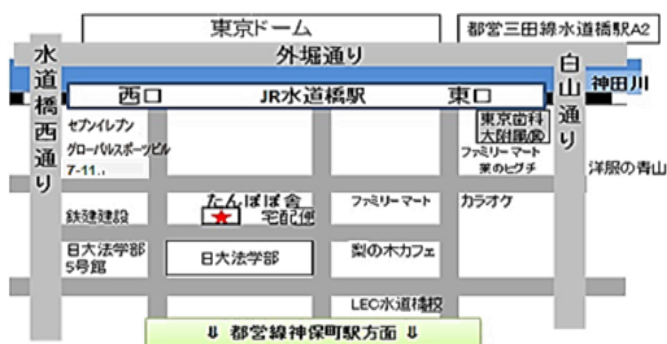 東京ドーム
都営三田線水道橋駅A2
外堀通り
水道橋西通り
白山通り
神田川
西口 JR水道橋駅 東口
セブンイレブン
グローバルスポーツビル
7-11.
東京歯科
ファミリーマート
薬のヒグチ
洋服の青山
たんぽぽ舎
宅配便
鉄建建設
ファミリーマート
カラオケ
日大法学部
5号館
日大法学部
梨の木カフェ
LEC水道橋校
⇓ 都営線神保町駅方面 ⇓